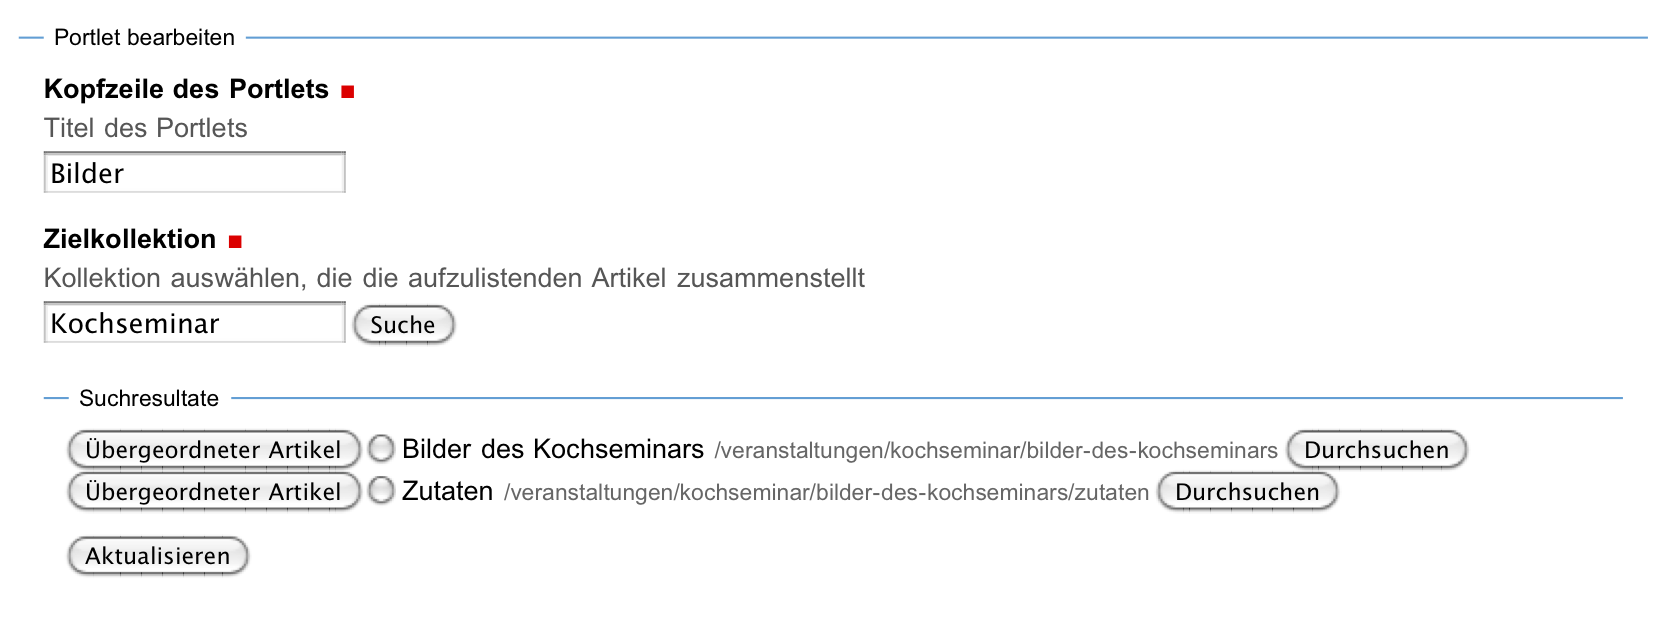 Portlet bearbeiten
Kopfzeile des Portlets
Titel des Portlets
Bilder
Zielkollektion
Kollektion auswählen, die die aufzulistenden Artikel zusammenstellt
Kochseminar Suche
Suchresultate
Übergeordneter Artikel Bilder des Kochseminars /veranstaltungen/kochseminar/bilder-des-kochseminars Durchsuchen
Übergeordneter Artikel Zutaten /veranstaltungen/kochseminar/bilder-des-kochseminars/zutaten Durchsuchen
Aktualisieren